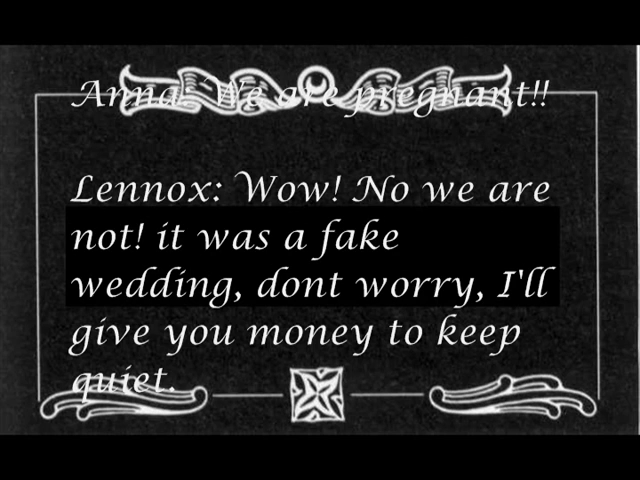 Anna: We are pregnant!!
Lennox: Wow! No we are
not! it was a fake
wedding, dont worry, I'll
give you money to keep
quiet.